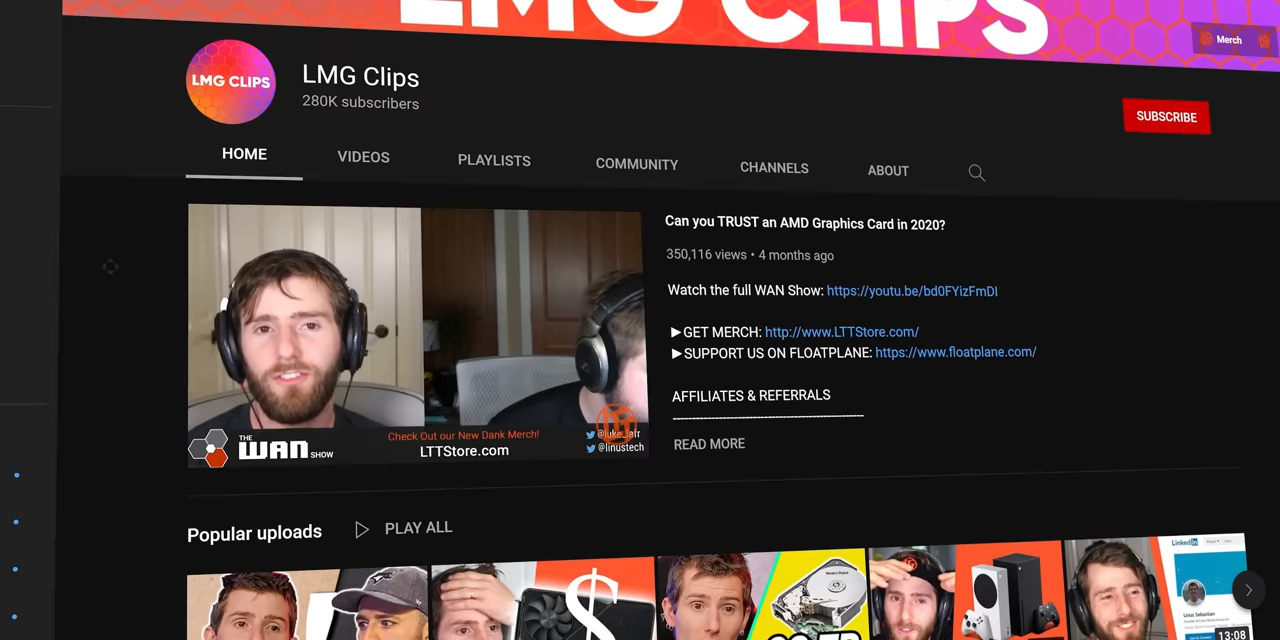 LMG CLIPS
Merch
LMG CLIPS
LMG Clips
280K subscribers
SUBSCRIBE
HOME
VIDEOS
PLAYLISTS
COMMUNITY
CHANNELS
ABOUT
Can you TRUST an AMD Graphics Card in 2020?
350,116 views • 4 months ago
Watch the full WAN Show: https://youtu.be/bd0FYizFmDI
►GET MERCH: http://www.LTTStore.com/
►SUPPORT US ON FLOATPLANE: https://www.floatplane.com/
AFFILIATES & REFERRALS
READ MORE
THE WAN SHOW
Check Out our New Dank Merch!
LTTStore.com
@linustech
Popular uploads
PLAY ALL
$
Western Digital
LinkedIn
Linus Sebastian
13:08